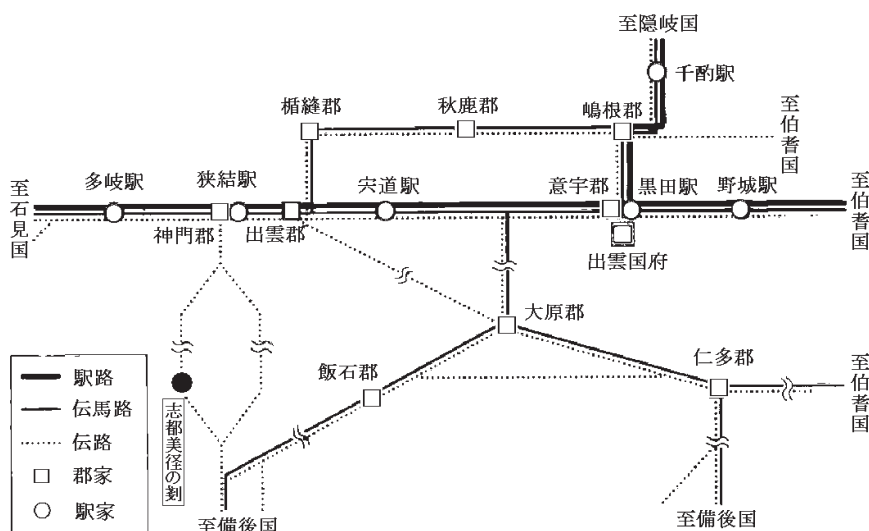 至隠岐国
千酌駅
楯縫郡
秋鹿郡
嶋根郡
至伯耆国
至石見国
多岐駅
狭結駅
宍道駅
意宇郡
黒田駅
野城駅
至伯耆国
神門郡
出雲郡
出雲国府
大原郡
仁多郡
飯石郡
至伯耆国
駅路
伝馬路
伝路
郡家
駅家
志都美径の剗
至備後国
至備後国